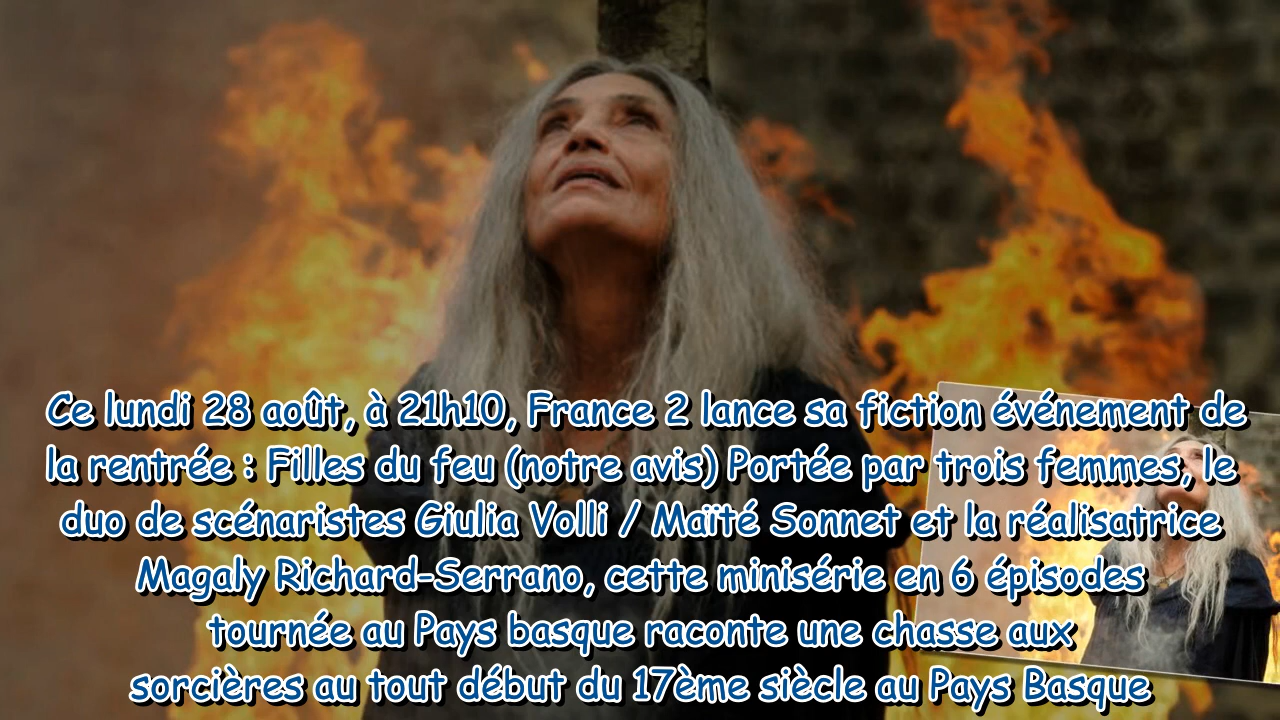 Ce lundi 28 août, à 21h10, France 2 lance sa fiction événement de
la rentrée : Filles du feu (notre avis) Portée par trois femmes, le
duo de scénaristes Giulia Volli / Maïté Sonnet et la réalisatrice
Magaly Richard-Serrano, cette minisérie en 6 épisodes
tournée au Pays basque raconte une chasse aux
sorcières au tout début du 17ème siècle au Pays Basque